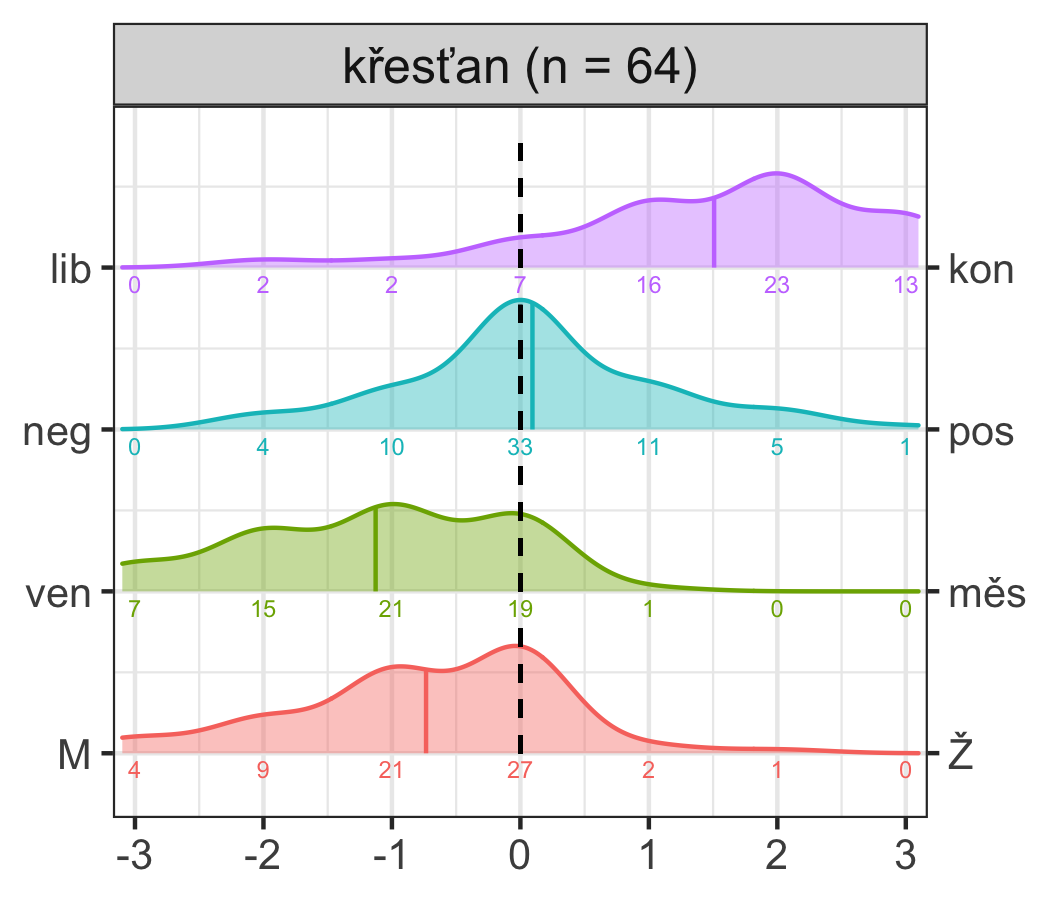 křesťan (n = 64)
lib kon
0 2 2 7 16 23 13
neg pos
0 4 10 33 11 5 1
ven měs
7 15 21 19 1 0 0
M Ž
4 9 21 27 2 1 0
-3 -2 -1 0 1 2 3